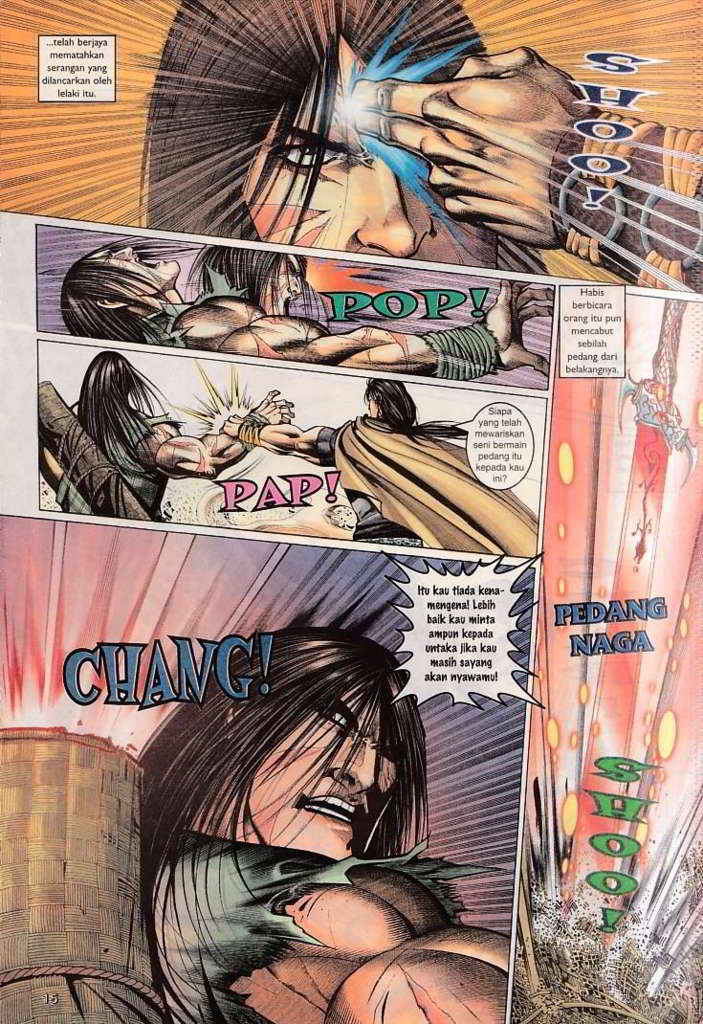 ...telah berjaya
mematahkan
serangan yang
dilancarkan oleh
lelaki itu.
SHOO!
POP!
Habis
berbicara
orang itu pun
mencabut
sebilah
pedang dari
belakangnya.
Siapa
yang telah
mewariskan
seni bermain
pedang itu
kepada kau
ini?
PAP!
Itu kau tiada kena-
mengena! Lebih
baik kau minta
ampun kepada
untaka jika kau
masih sayang
akan nyawamu!
PEDANG
NAGA
CHANG!
SHOO!
15